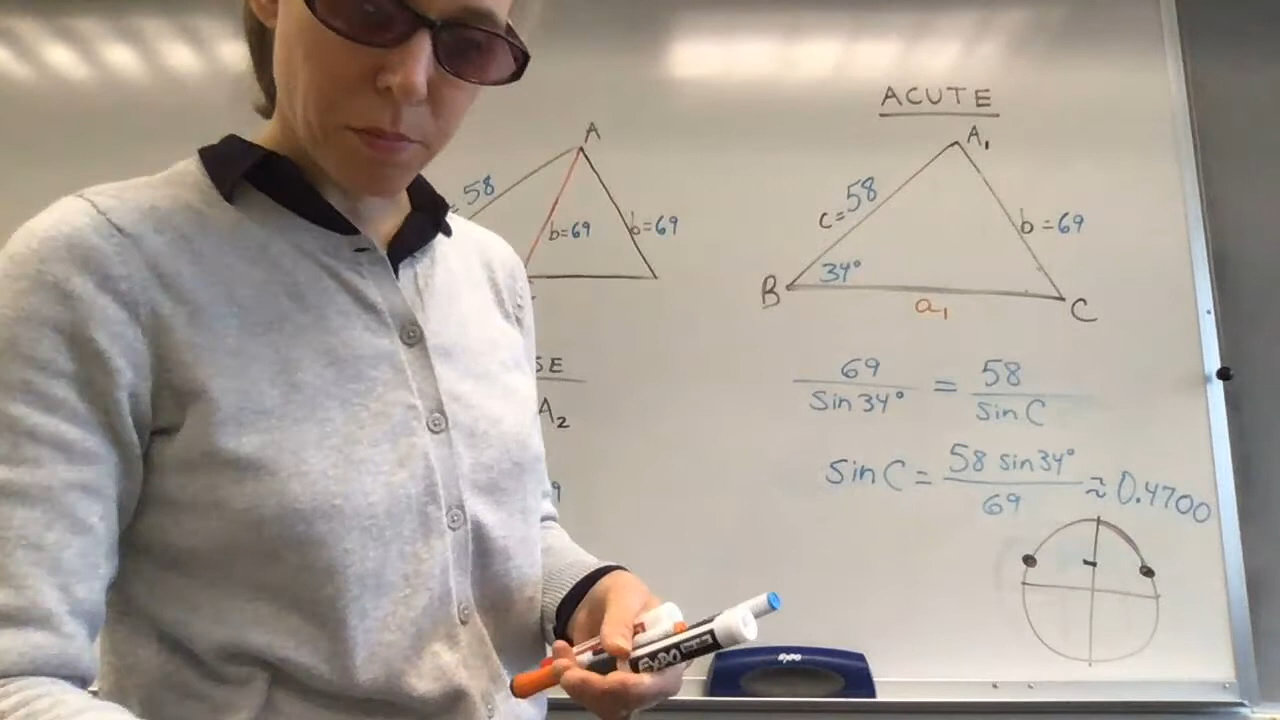 A
= 58
b=69
b=69
SE
A₂
9
ACUTE
A₁
c=58
b=69
B
34°
a₁
C
69 / sin 34° = 58 / sin C
sin C = 58 sin 34° / 69 ≈ 0.4700
EXPO
EXPO